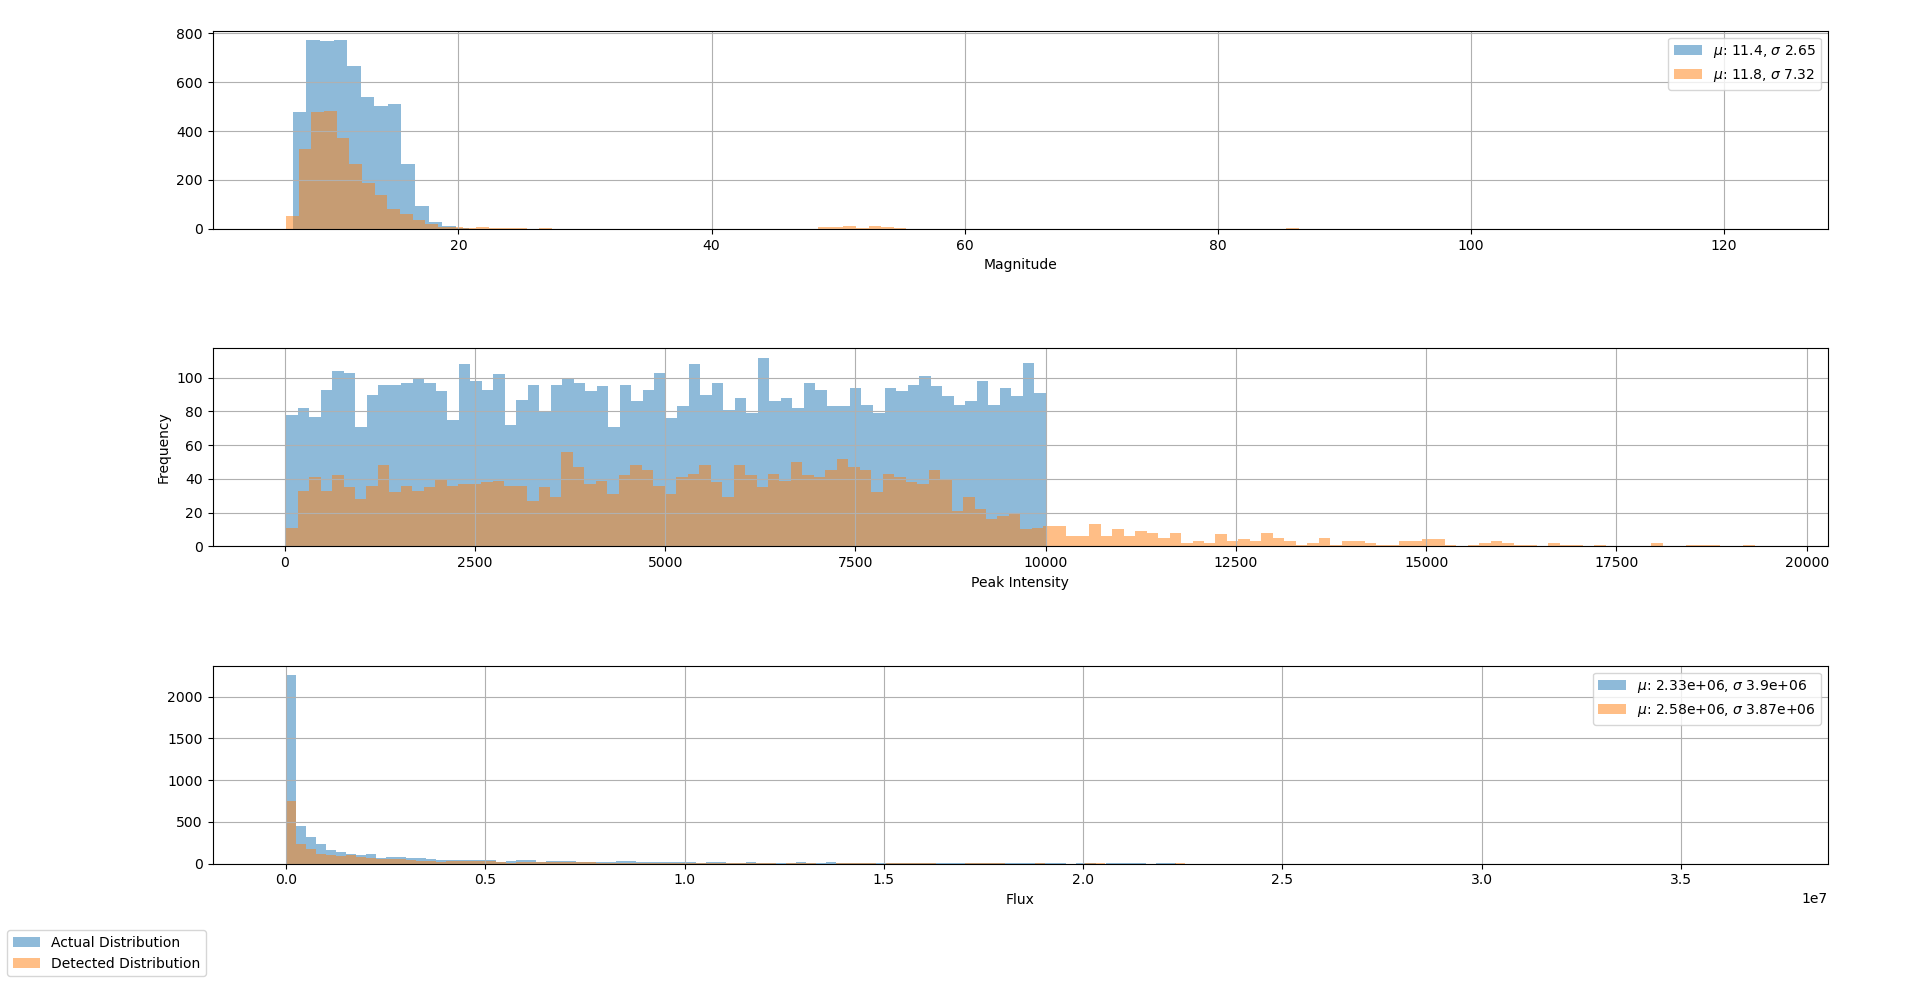 800
600
400
200
0
μ: 11.4, σ 2.65
μ: 11.8, σ 7.32
20 40 60 80 100 120
Magnitude
Frequency
100
80
60
40
20
0
0 2500 5000 7500 10000 12500 15000 17500 20000
Peak Intensity
2000
1500
1000
500
0
μ: 2.33e+06, σ 3.9e+06
μ: 2.58e+06, σ 3.87e+06
0.0 0.5 1.0 1.5 2.0 2.5 3.0 3.5
1e7
Flux
Actual Distribution
Detected Distribution